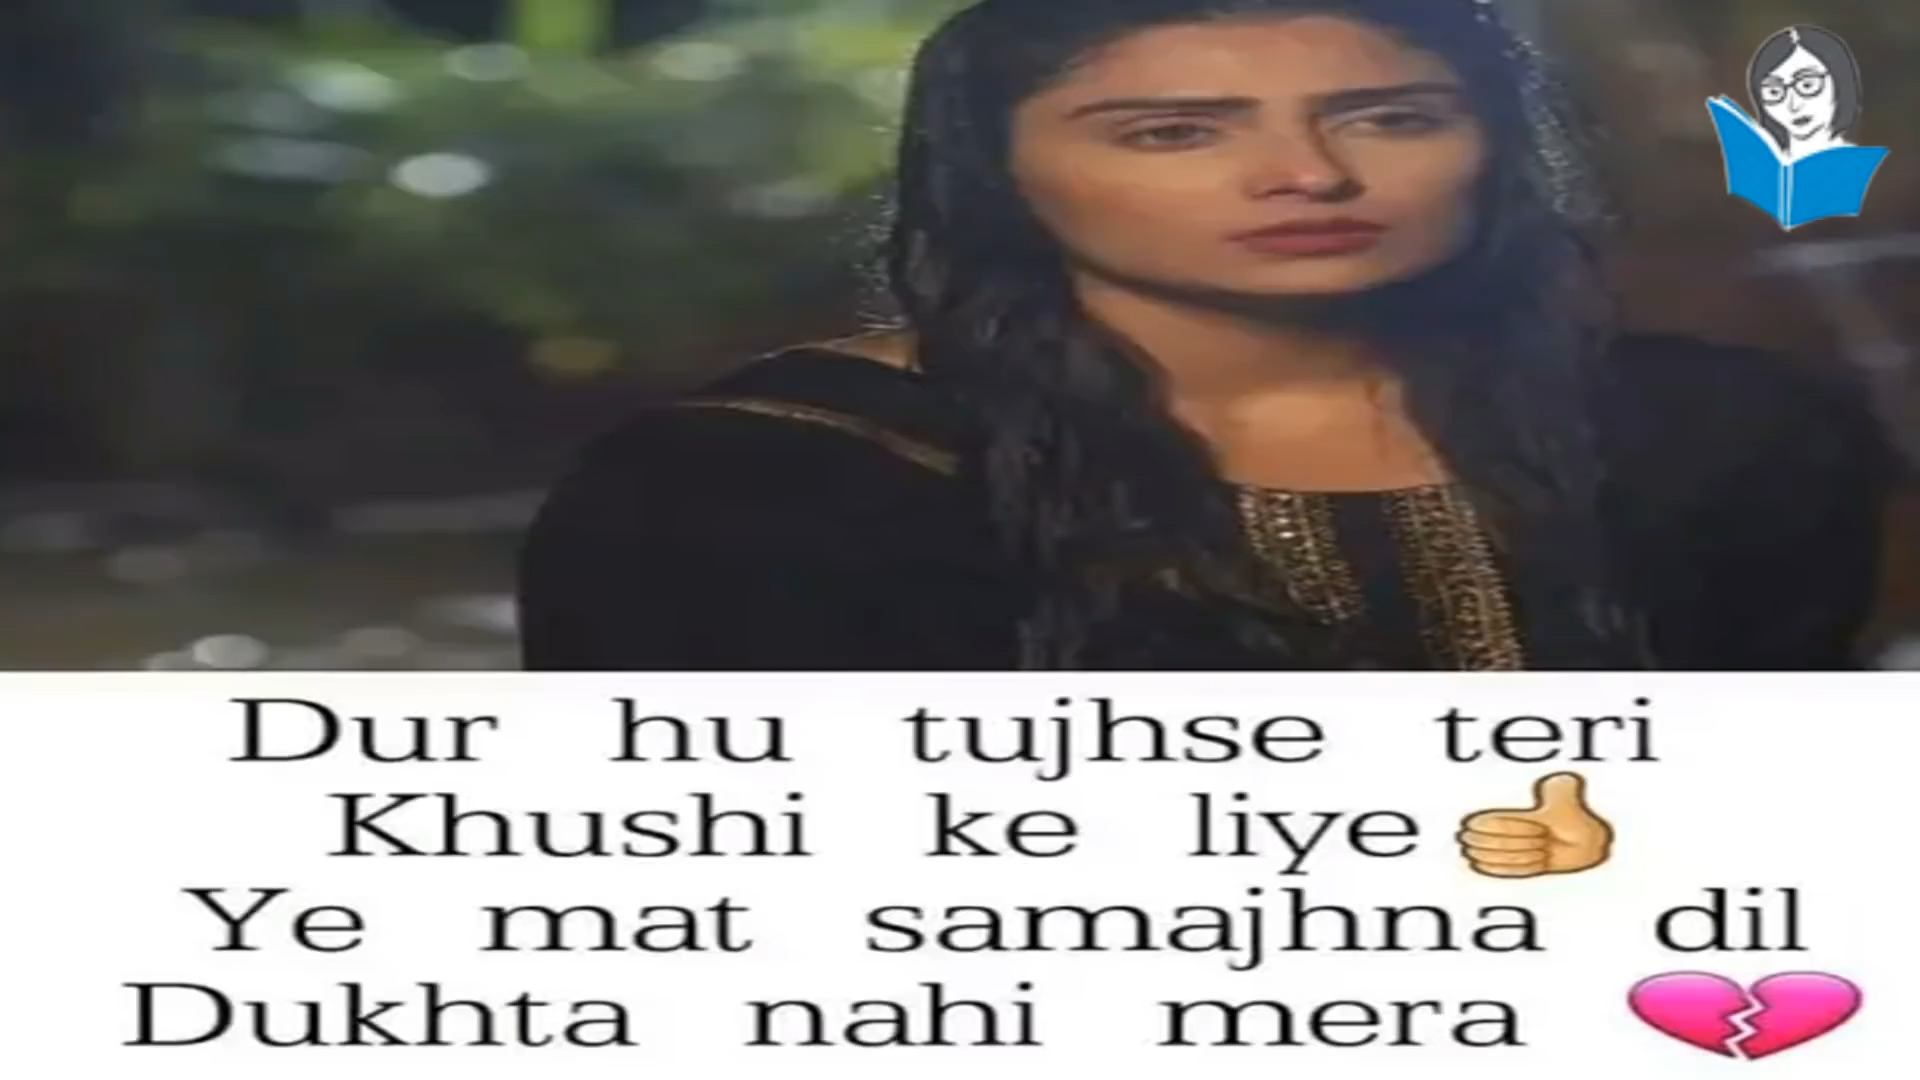 Dur hu tujhse teri
Khushi ke liye👍
Ye mat samajhna dil
Dukhta nahi mera 💔